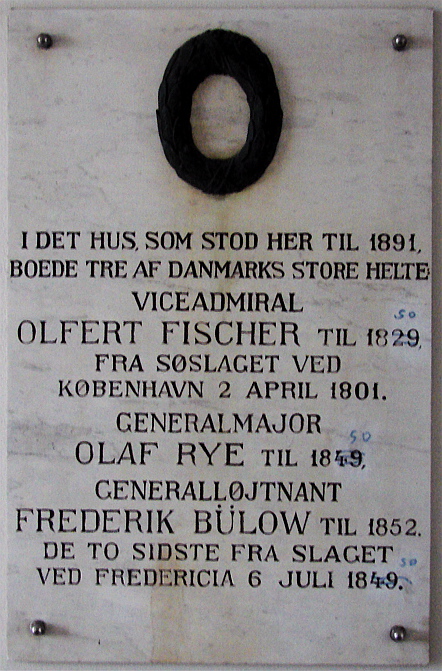 I DET HUS, SOM STOD HER TIL 1891,
BOEDE TRE AF DANMARKS STORE HELTE
VICEADMIRAL
50
OLFERT FISCHER TIL 1829,
FRA SØSLAGET VED
KØBENHAVN 2 APRIL 1801.
GENERALMAJOR
50
OLAF RYE TIL 1849,
GENERALLØJTNANT
FREDERIK BÜLOW TIL 1852.
DE TO SIDSTE FRA SLAGET
50
VED FREDERICIA 6 JULI 1849.